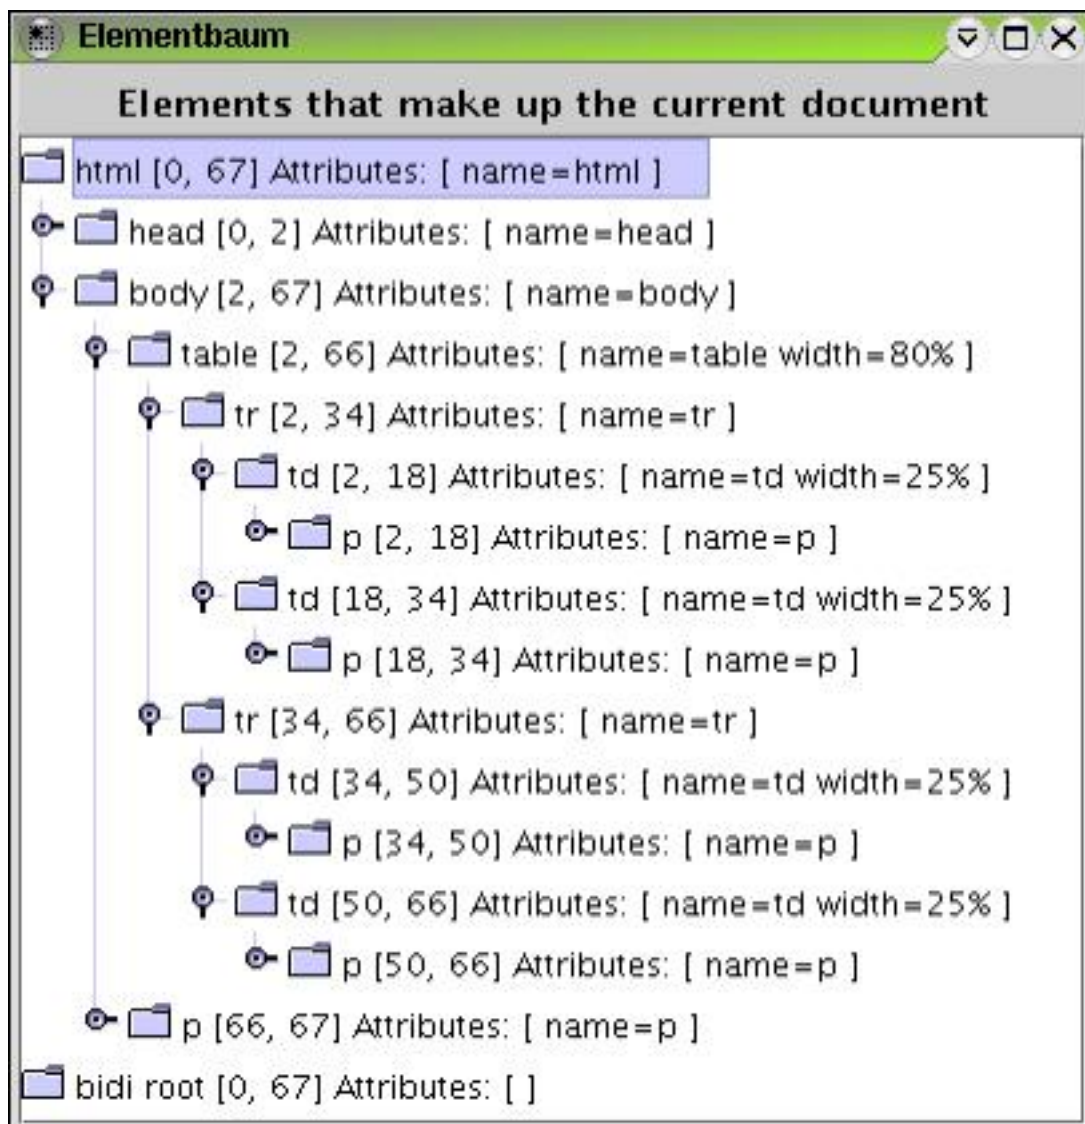 Elementbaum
Elements that make up the current document
html [0, 67] Attributes: [ name=html ]
head [0, 2] Attributes: [ name=head ]
body [2, 67] Attributes: [ name=body ]
table [2, 66] Attributes: [ name=table width=80% ]
tr [2, 34] Attributes: [ name=tr ]
td [2, 18] Attributes: [ name=td width=25% ]
p [2, 18] Attributes: [ name=p ]
td [18, 34] Attributes: [ name=td width=25% ]
p [18, 34] Attributes: [ name=p ]
tr [34, 66] Attributes: [ name=tr ]
td [34, 50] Attributes: [ name=td width=25% ]
p [34, 50] Attributes: [ name=p ]
td [50, 66] Attributes: [ name=td width=25% ]
p [50, 66] Attributes: [ name=p ]
p [66, 67] Attributes: [ name=p ]
bidi root [0, 67] Attributes: [ ]